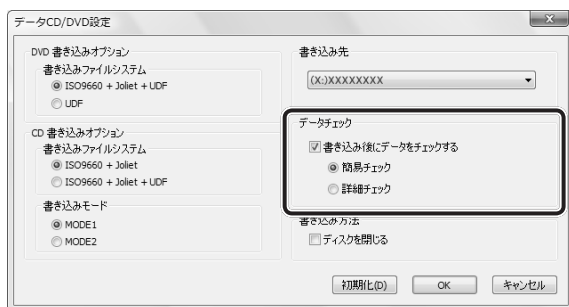 データCD/DVD設定
DVD 書き込みオプション
書き込みファイルシステム
ISO9660 + Joliet + UDF
UDF
CD 書き込みオプション
書き込みファイルシステム
ISO9660 + Joliet
ISO9660 + Joliet + UDF
書き込みモード
MODE1
MODE2
書き込み先
(X:)XXXXXXXX
データチェック
書き込み後にデータをチェックする
簡易チェック
詳細チェック
書き込み方法
ディスクを閉じる
初期化(D)
OK
キャンセル